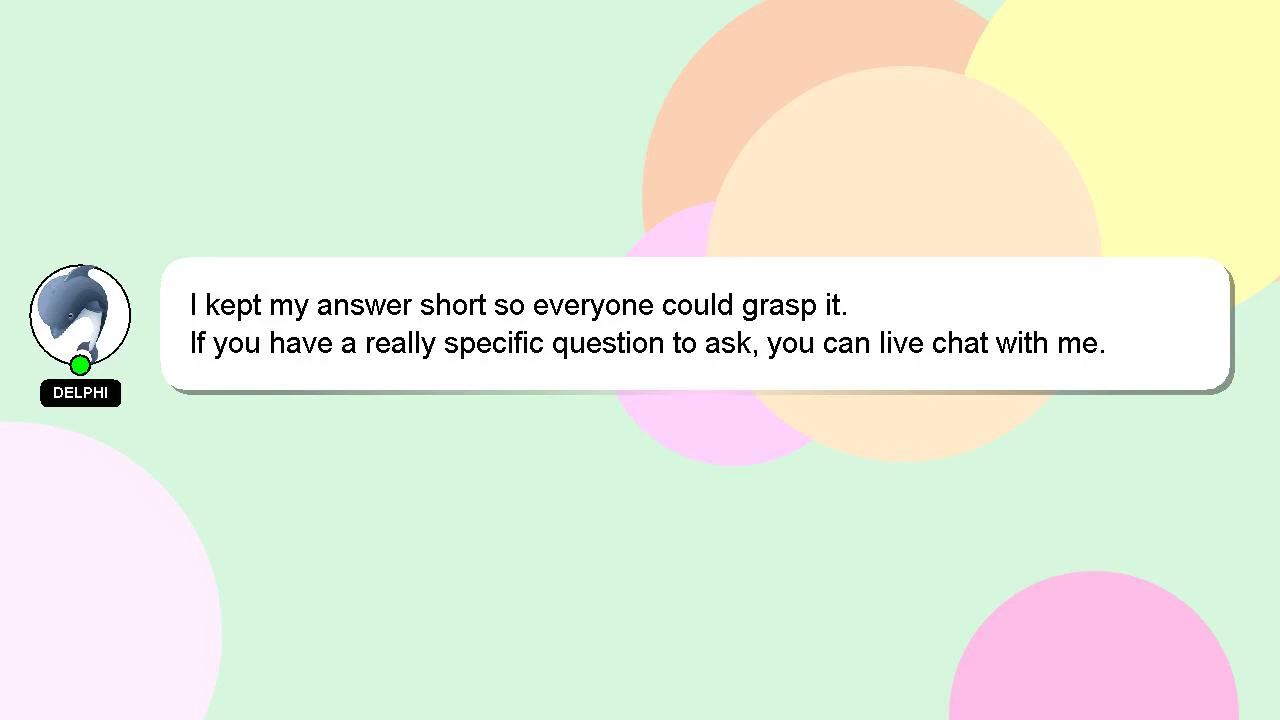 I kept my answer short so everyone could grasp it.
If you have a really specific question to ask, you can live chat with me.
DELPHI